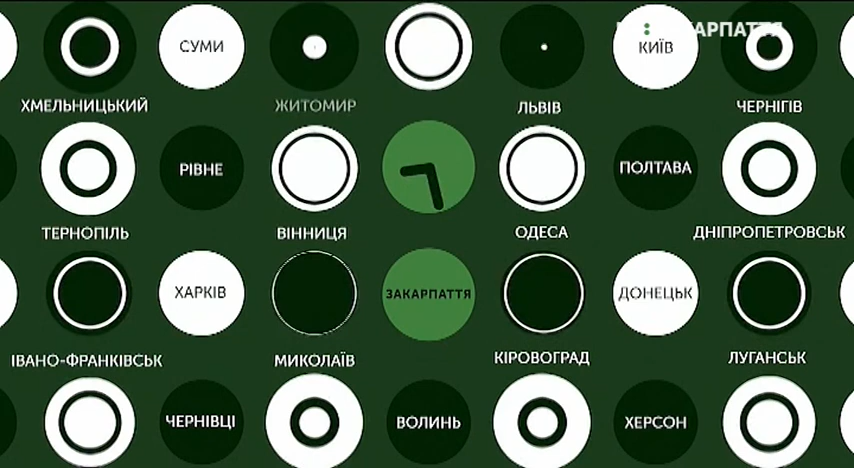 СУМИ
КИЇВ
АРПАТТЯ
ХМЕЛЬНИЦЬКИЙ
ЖИТОМИР
ЛЬВІВ
ЧЕРНІГІВ
РІВНЕ
ПОЛТАВА
ТЕРНОПІЛЬ
ВІННИЦЯ
ОДЕСА
ДНІПРОПЕТРОВСЬК
ХАРКІВ
ЗАКАРПАТТЯ
ДОНЕЦЬК
ІВАНО-ФРАНКІВСЬК
МИКОЛАЇВ
КІРОВОГРАД
ЛУГАНСЬК
ЧЕРНІВЦІ
ВОЛИНЬ
ХЕРСОН